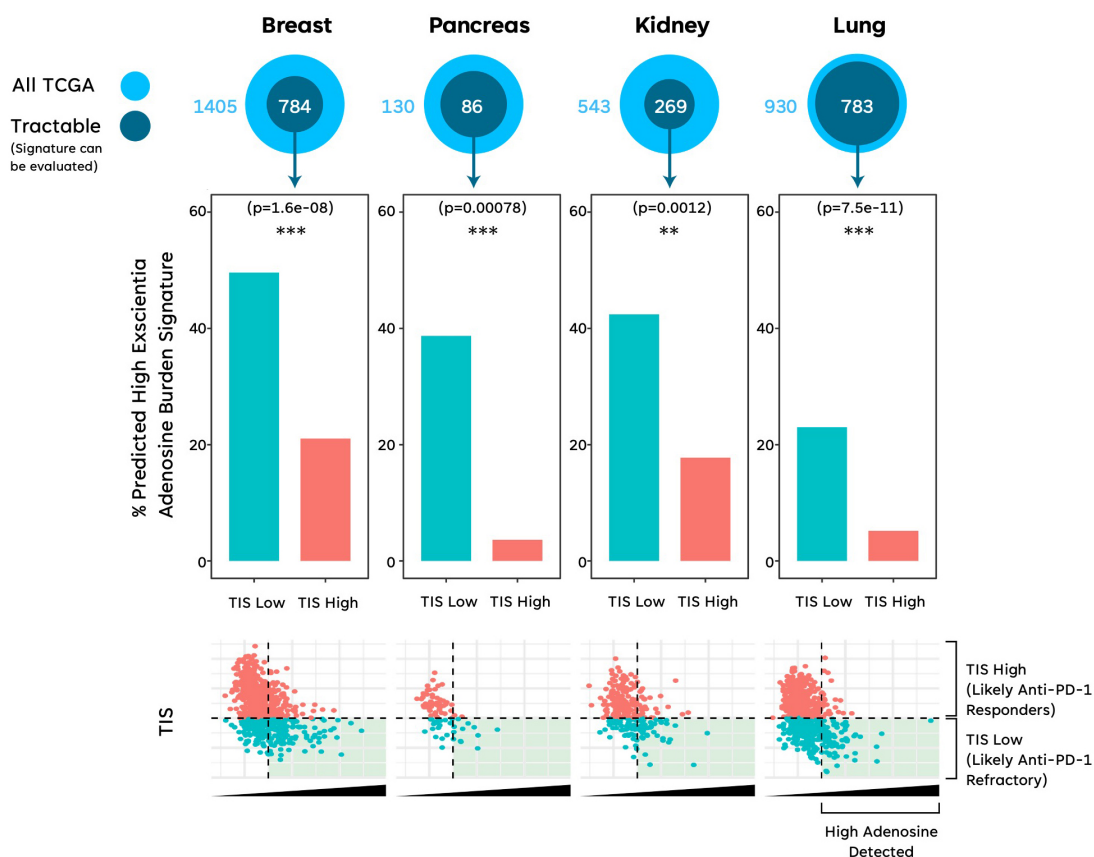 Breast
Pancreas
Kidney
Lung
All TCGA
Tractable
(Signature can
be evaluated)
1405
784
130
86
543
269
930
783
% Predicted High Exscientia
Adenosine Burden Signature
60
40
20
0
(p=1.6e-08)
***
TIS Low
TIS High
60
40
20
0
(p=0.00078)
***
TIS Low
TIS High
60
40
20
0
(p=0.0012)
**
TIS Low
TIS High
60
40
20
0
(p=7.5e-11)
***
TIS Low
TIS High
TIS
TIS High
(Likely Anti-PD-1
Responders)
TIS Low
(Likely Anti-PD-1
Refractory)
High Adenosine
Detected